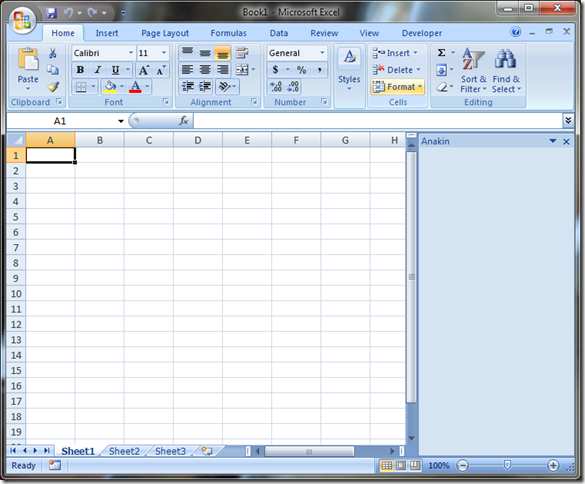 Book1 - Microsoft Excel
Home Insert Page Layout Formulas Data Review View Developer
Calibri 11 General Insert Σ
Paste B I U A A $ % , Styles Delete Sort & Filter Find & Select
A Format
Clipboard Font Alignment Number Cells Editing
A1 fx
A B C D E F G H Anakin
1
2
3
4
5
6
7
8
9
10
11
12
13
14
15
16
17
18
19
Sheet1 Sheet2 Sheet3
Ready 100%